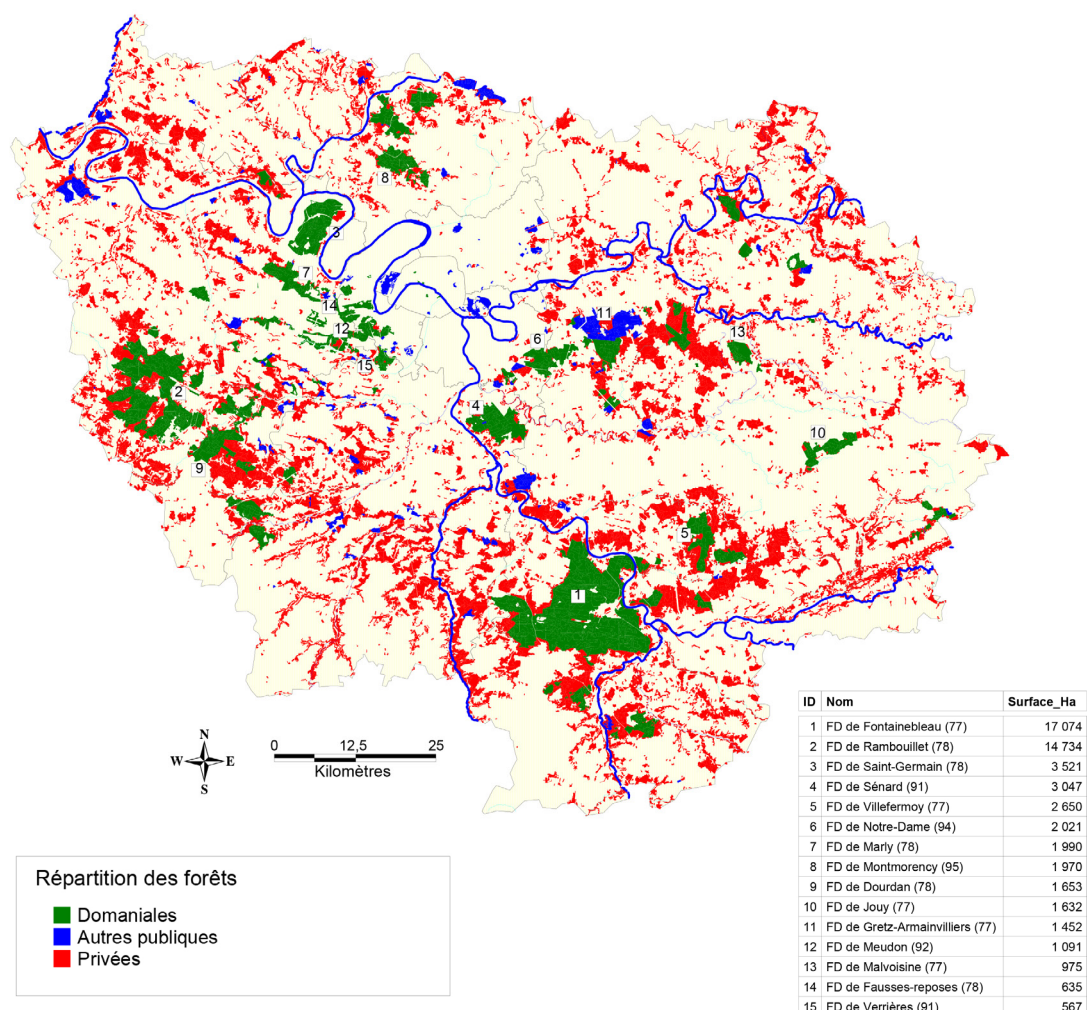 8
3
7
14
12
15
11
6
13
2
4
9
10
5
1
N
W E
S
0 12,5 25
Kilomètres
Répartition des forêts
Domaniales
Autres publiques
Privées
ID Nom Surface_Ha
1 FD de Fontainebleau (77) 17 074
2 FD de Rambouillet (78) 14 734
3 FD de Saint-Germain (78) 3 521
4 FD de Sénard (91) 3 047
5 FD de Villefermoy (77) 2 650
6 FD de Notre-Dame (94) 2 021
7 FD de Marly (78) 1 990
8 FD de Montmorency (95) 1 970
9 FD de Dourdan (78) 1 653
10 FD de Jouy (77) 1 632
11 FD de Gretz-Armainvilliers (77) 1 452
12 FD de Meudon (92) 1 091
13 FD de Malvoisine (77) 975
14 FD de Fausses-reposes (78) 635
15 FD de Verrières (91) 567